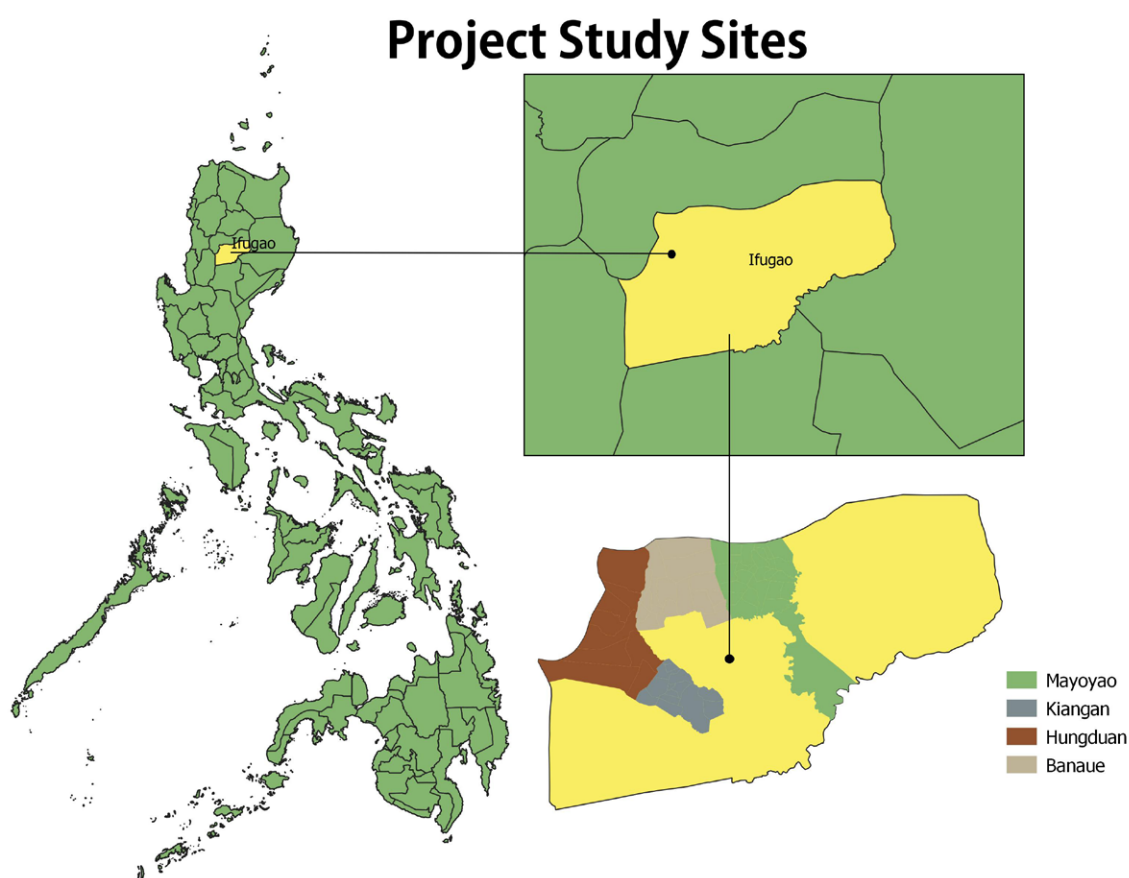 Project Study Sites
Ifugao
Ifugao
Mayoyao
Kiangan
Hungduan
Banaue